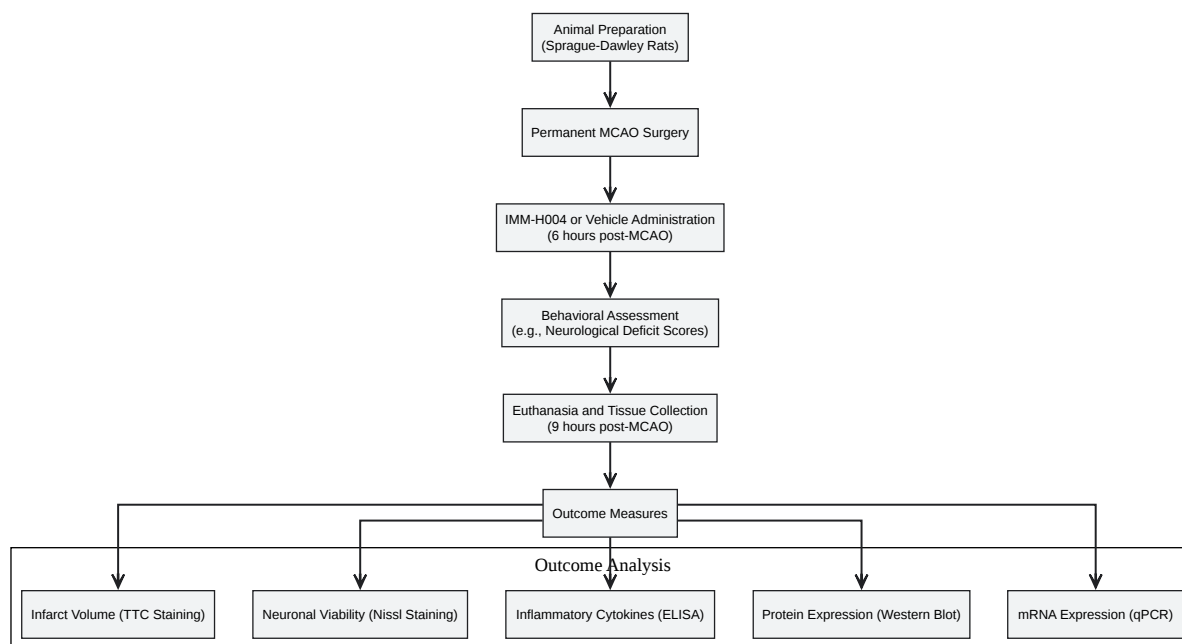 Animal Preparation
(Sprague-Dawley Rats)
Permanent MCAO Surgery
IMM-H004 or Vehicle Administration
(6 hours post-MCAO)
Behavioral Assessment
(e.g., Neurological Deficit Scores)
Euthanasia and Tissue Collection
(9 hours post-MCAO)
Outcome Measures
Outcome Analysis
Infarct Volume (TTC Staining)
Neuronal Viability (Nissl Staining)
Inflammatory Cytokines (ELISA)
Protein Expression (Western Blot)
mRNA Expression (qPCR)